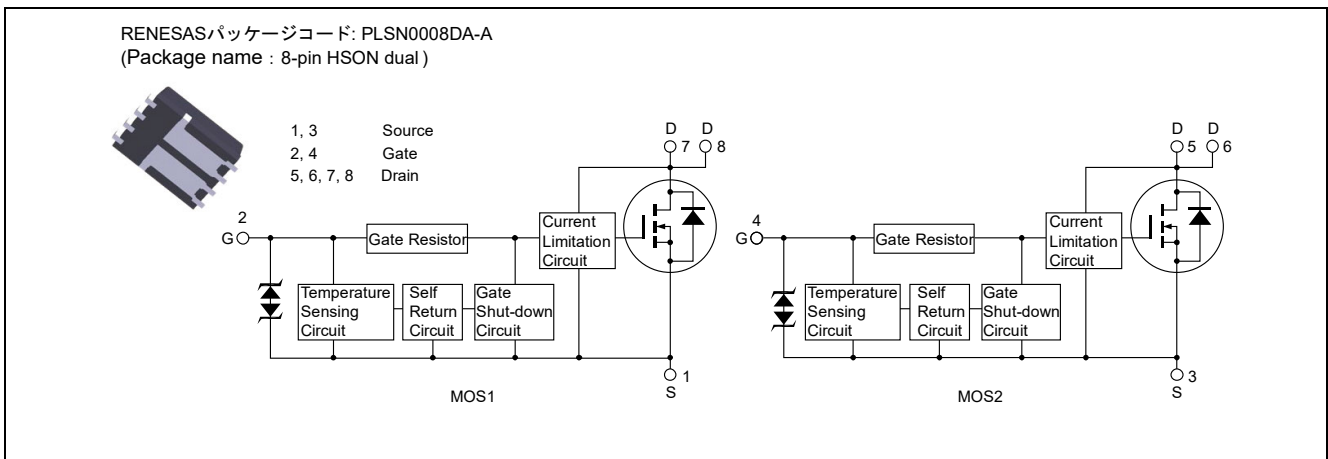 RENESASパッケージコード: PLSN0008DA-A
(Package name : 8-pin HSON dual)
1, 3 Source
2, 4 Gate
5, 6, 7, 8 Drain
D D
7 8
2
G
Gate Resistor
Current
Limitation
Circuit
Temperature
Sensing
Circuit
Self
Return
Circuit
Gate
Shut-down
Circuit
1
S
MOS1
D D
5 6
4
G
Gate Resistor
Current
Limitation
Circuit
Temperature
Sensing
Circuit
Self
Return
Circuit
Gate
Shut-down
Circuit
3
S
MOS2